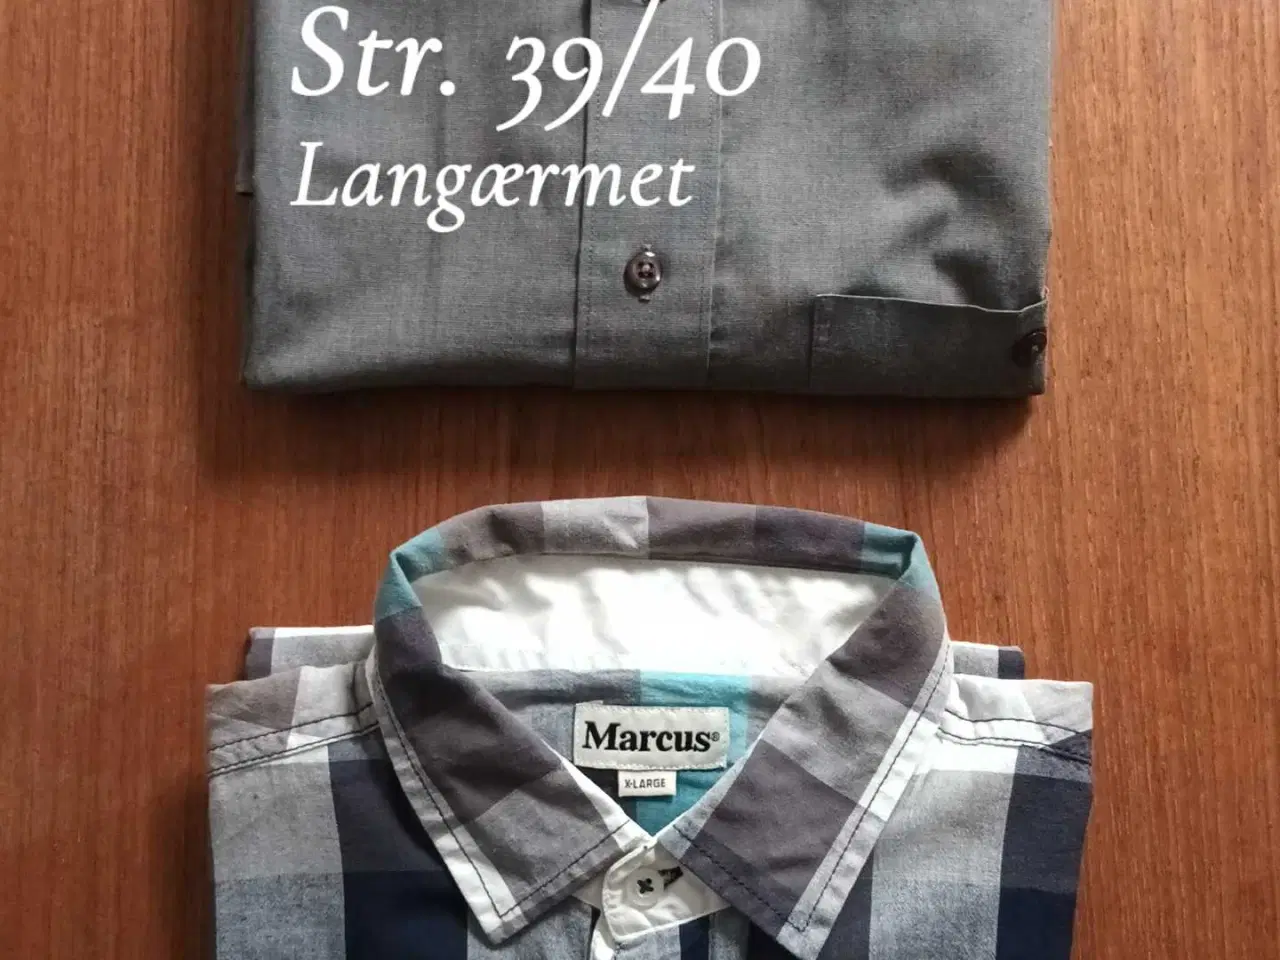 Str. 39/40
Langærmet
Marcus®
X-LARGE